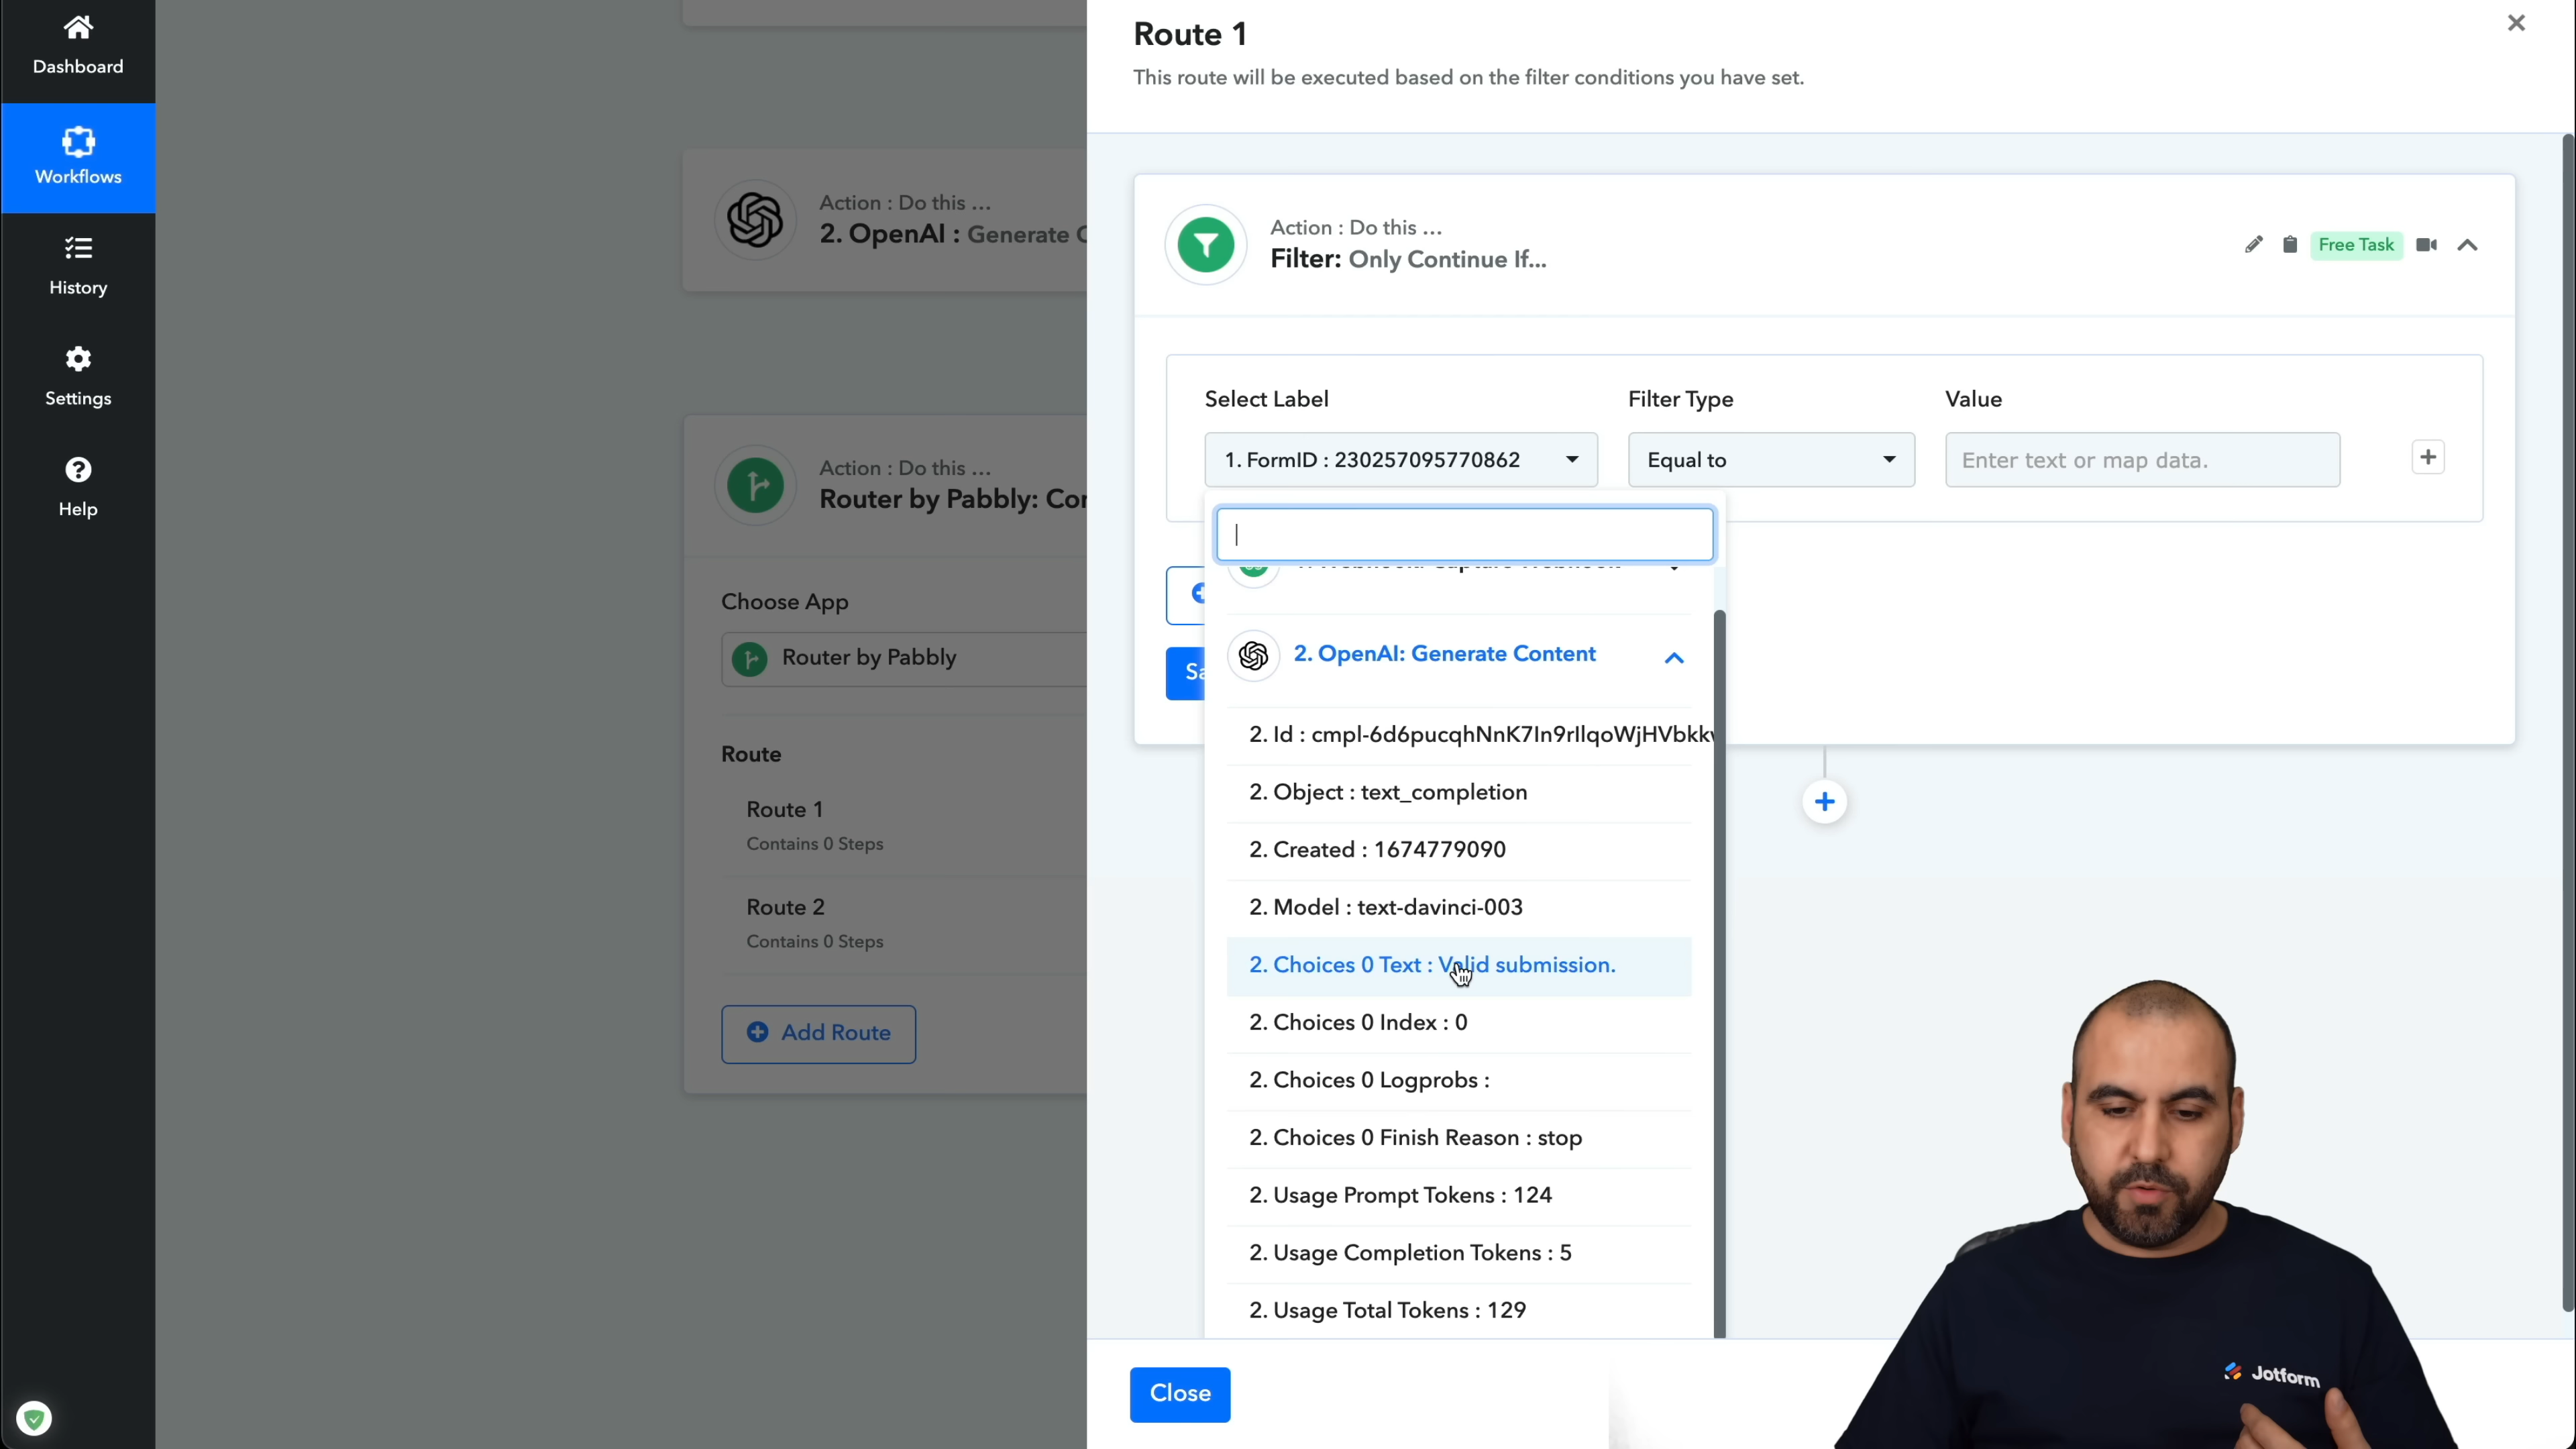 Dashboard
Workflows
History
Settings
Help
Action : Do this ...
2. OpenAI : Generate C
Action : Do this ...
Router by Pabbly: Cor
Choose App
Router by Pabbly
Route
Route 1
Contains 0 Steps
Route 2
Contains 0 Steps
Add Route
Route 1
This route will be executed based on the filter conditions you have set.
Action : Do this ...
Filter: Only Continue If...
Free Task
Select Label
Filter Type
Value
1. FormID : 230257095770862
Equal to
Enter text or map data.
Sa
2. OpenAI: Generate Content
2. Id : cmpl-6d6pucqhNnK7In9rIlqoWjHVbkk
2. Object : text_completion
2. Created : 1674779090
2. Model : text-davinci-003
2. Choices 0 Text : Valid submission.
2. Choices 0 Index : 0
2. Choices 0 Logprobs :
2. Choices 0 Finish Reason : stop
2. Usage Prompt Tokens : 124
2. Usage Completion Tokens : 5
2. Usage Total Tokens : 129
Close
Jotform